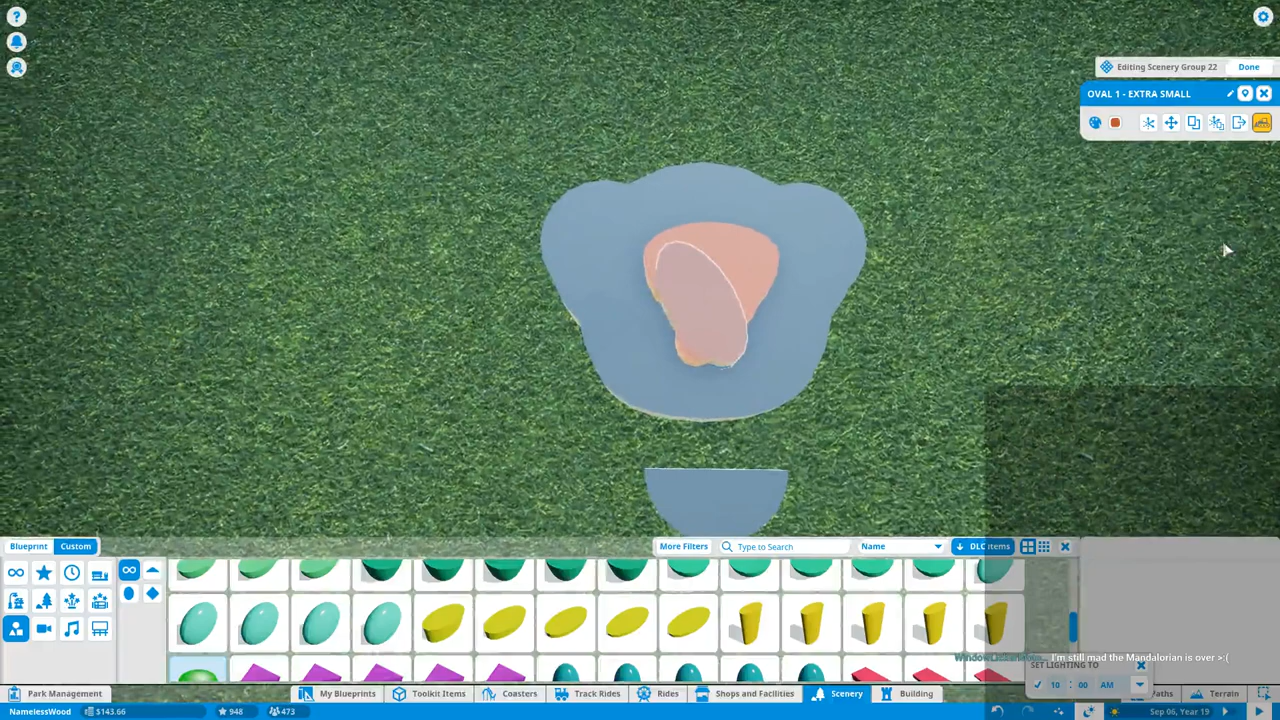 Editing Scenery Group 22
Done
OVAL 1 - EXTRA SMALL
Blueprint
Custom
More Filters
Type to Search
Name
DLC Items
I'm still mad the Mandalorian is over >:(
SET LIGHTING TO
10 : 00 AM
Park Management
My Blueprints
Toolkit Items
Coasters
Track Rides
Rides
Shops and Facilities
Scenery
Building
Paths
Terrain
NamelessWood
$143.66
948
473
Sep 06, Year 19